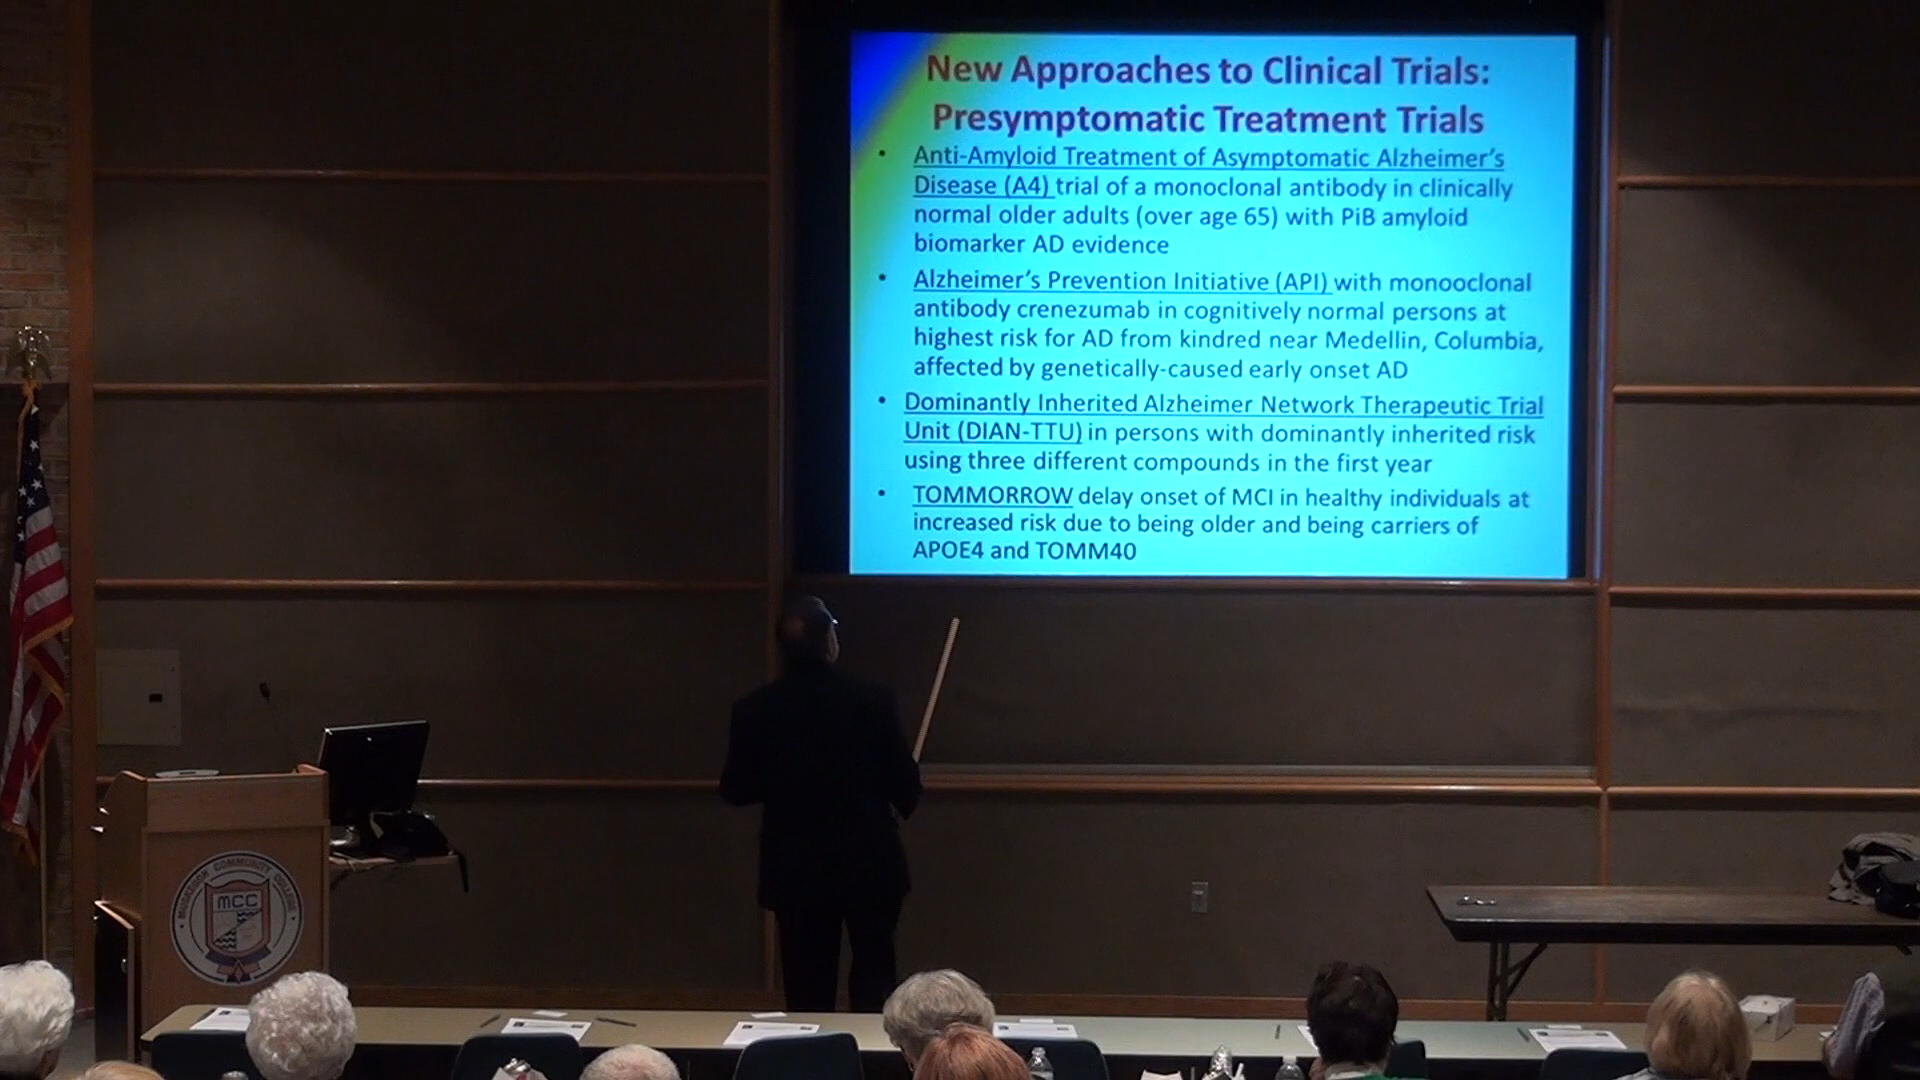 New Approaches to Clinical Trials:
Presymptomatic Treatment Trials
• Anti-Amyloid Treatment of Asymptomatic Alzheimer's
Disease (A4) trial of a monoclonal antibody in clinically
normal older adults (over age 65) with PiB amyloid
biomarker AD evidence
• Alzheimer's Prevention Initiative (API) with monooclonal
antibody crenezumab in cognitively normal persons at
highest risk for AD from kindred near Medellin, Columbia,
affected by genetically-caused early onset AD
• Dominantly Inherited Alzheimer Network Therapeutic Trial
Unit (DIAN-TTU) in persons with dominantly inherited risk
using three different compounds in the first year
• TOMMORROW delay onset of MCI in healthy individuals at
increased risk due to being older and being carriers of
APOE4 and TOMM40
MUSKEGON COMMUNITY COLLEGE
MCC